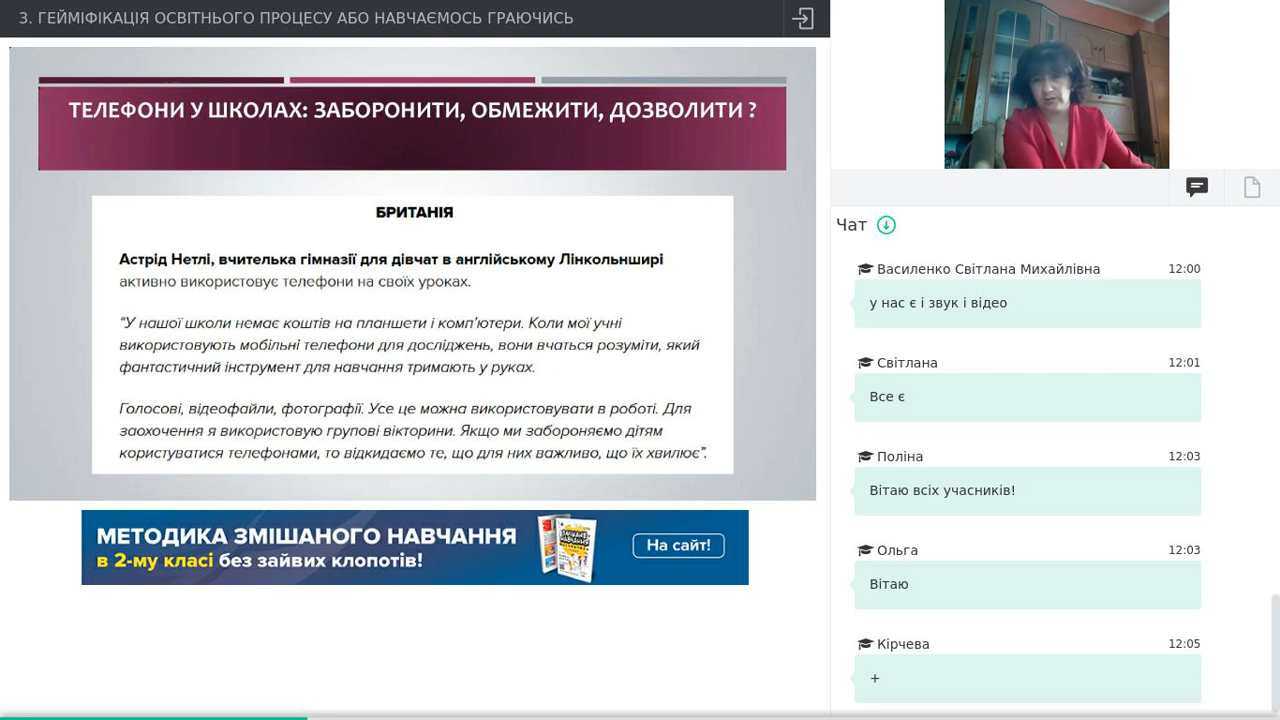 3. ГЕЙМІФІКАЦІЯ ОСВІТНЬОГО ПРОЦЕСУ АБО НАВЧАЄМОСЬ ГРАЮЧИСЬ
ТЕЛЕФОНИ У ШКОЛАХ: ЗАБОРОНИТИ, ОБМЕЖИТИ, ДОЗВОЛИТИ ?
БРИТАНІЯ
Астрід Нетлі, вчителька гімназії для дівчат в англійському Лінкольнширі
активно використовує телефони на своїх уроках.
“У нашої школи немає коштів на планшети і комп’ютери. Коли мої учні
використовують мобільні телефони для досліджень, вони вчаться розуміти, який
фантастичний інструмент для навчання тримають у руках.
Голосові, відеофайли, фотографії. Усе це можна використовувати в роботі. Для
заохочення я використовую групові вікторини. Якщо ми забороняємо дітям
користуватися телефонами, то відкидаємо те, що для них важливо, що їх хвилює”.
МЕТОДИКА ЗМІШАНОГО НАВЧАННЯ
в 2-му класі без зайвих клопотів!
На сайт!
Чат
Василенко Світлана Михайлівна 12:00
у нас є і звук і відео
Світлана 12:01
Все є
Поліна 12:03
Вітаю всіх учасників!
Ольга 12:03
Вітаю
Кірчева 12:05
+